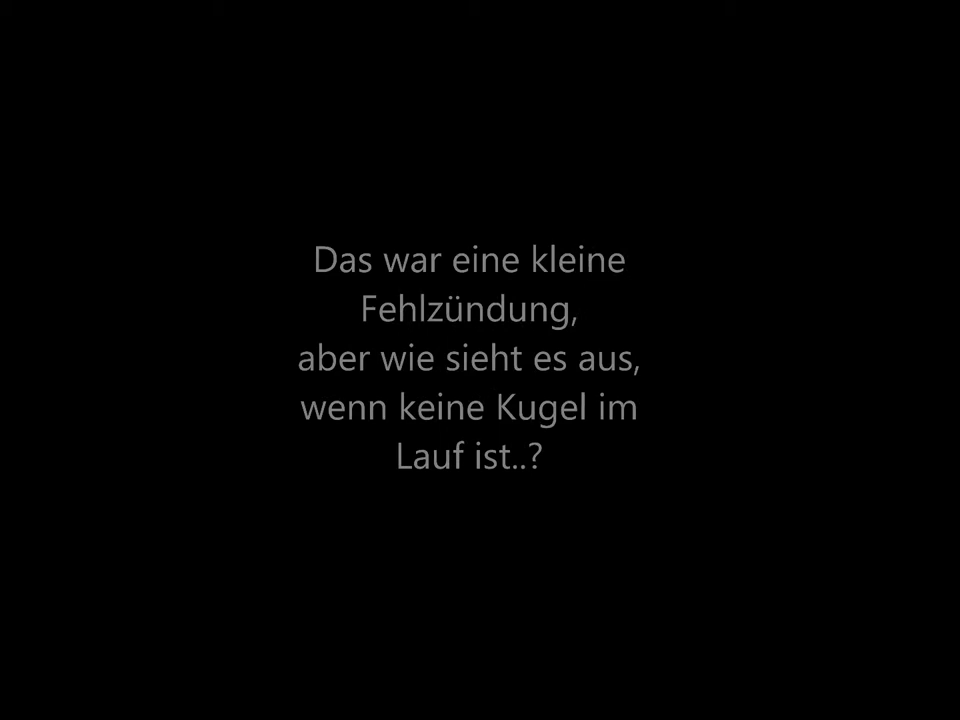 Das war eine kleine
Fehlzündung,
aber wie sieht es aus,
wenn keine Kugel im
Lauf ist..?